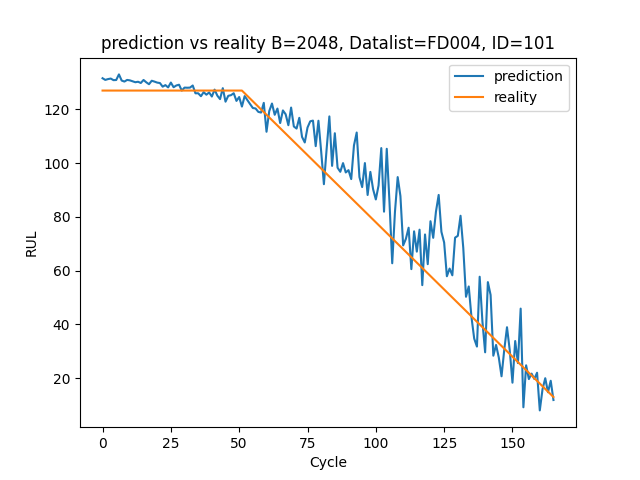 prediction vs reality B=2048, Datalist=FD004, ID=101
prediction
reality
RUL
120
100
80
60
40
20
0 25 50 75 100 125 150
Cycle